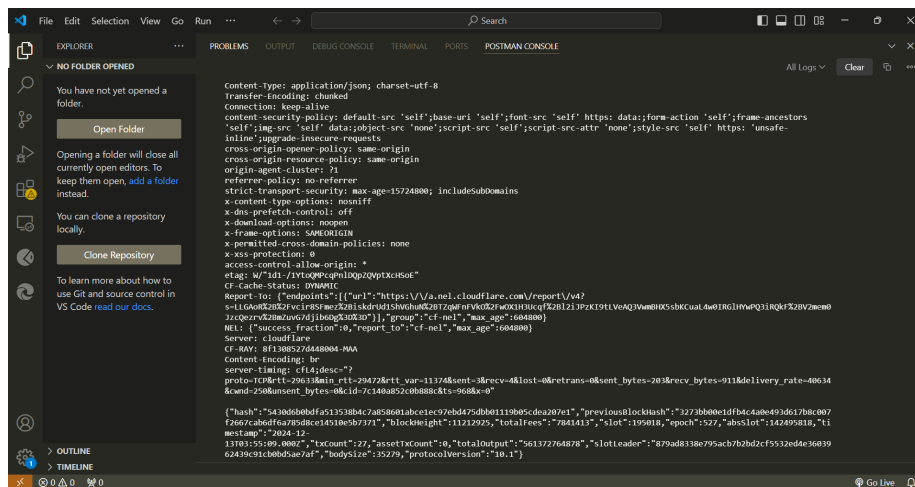 File Edit Selection View Go Run ··· Search
EXPLORER ···
NO FOLDER OPENED
You have not yet opened a
folder.
Open Folder
Opening a folder will close all
currently open editors. To
keep them open, add a folder
instead.
You can clone a repository
locally.
Clone Repository
To learn more about how to
use Git and source control in
VS Code read our docs.
OUTLINE
TIMELINE
PROBLEMS OUTPUT DEBUG CONSOLE TERMINAL PORTS POSTMAN CONSOLE
All Logs Clear
Content-Type: application/json; charset=utf-8
Transfer-Encoding: chunked
Connection: keep-alive
content-security-policy: default-src 'self';base-uri 'self';font-src 'self' https: data:;form-action 'self';frame-ancestors
'self';img-src 'self' data:;object-src 'none';script-src 'self';script-src-attr 'none';style-src 'self' https: 'unsafe-
inline';upgrade-insecure-requests
cross-origin-opener-policy: same-origin
cross-origin-resource-policy: same-origin
origin-agent-cluster: ?1
referrer-policy: no-referrer
strict-transport-security: max-age=15724800; includeSubDomains
x-content-type-options: nosniff
x-dns-prefetch-control: off
x-download-options: noopen
x-frame-options: SAMEORIGIN
x-permitted-cross-domain-policies: none
x-xss-protection: 0
access-control-allow-origin: *
etag: W/"1d1-/1YtoQMPcqPnlDQpZQVptXcHSoE"
CF-Cache-Status: DYNAMIC
Report-To: {"endpoints":[{"url":"https:\/\/a.nel.cloudflare.com\/report\/v4?
"}],"group":"cf-nel","max_age":604800}
NEL: {"success_fraction":0,"report_to":"cf-nel","max_age":604800}
Server: cloudflare
CF-RAY: 8f1308527d448004-MAA
Content-Encoding: br
server-timing: cfL4;desc="?
proto=TCP&rtt=29633&min_rtt=29472&rtt_var=11374&sent=3&recv=4&lost=0&retrans=0&sent_bytes=203&recv_bytes=911&delivery_rate=40634
&cwnd=250&unsent_bytes=0&cid=7c140a852c0b888c&ts=968&x=0"
{"hash":"5430d6b0bdfa513538b4c7a858601abce1ec97ebd475dbb01119b05cdea207e1","previousBlockHash":"3273bb00e1dfb4c4a0e493d617b8c007
f2667cab6df6a785d8ce14510e5b7371","blockHeight":11212925,"totalFees":"7841413","slot":195018,"epoch":527,"absSlot":142495818,"ti
mestamp":"2024-12-
13T03:55:09.000Z","txCount":27,"assetTxCount":0,"totalOutput":"561372764878","slotLeader":"879ad8338e795acb7b2bd2cf5532ed4e36039
62439c91cb0bd5ae7af","bodySize":35279,"protocolVersion":"10.1"}
1
0 0 0 Go Live